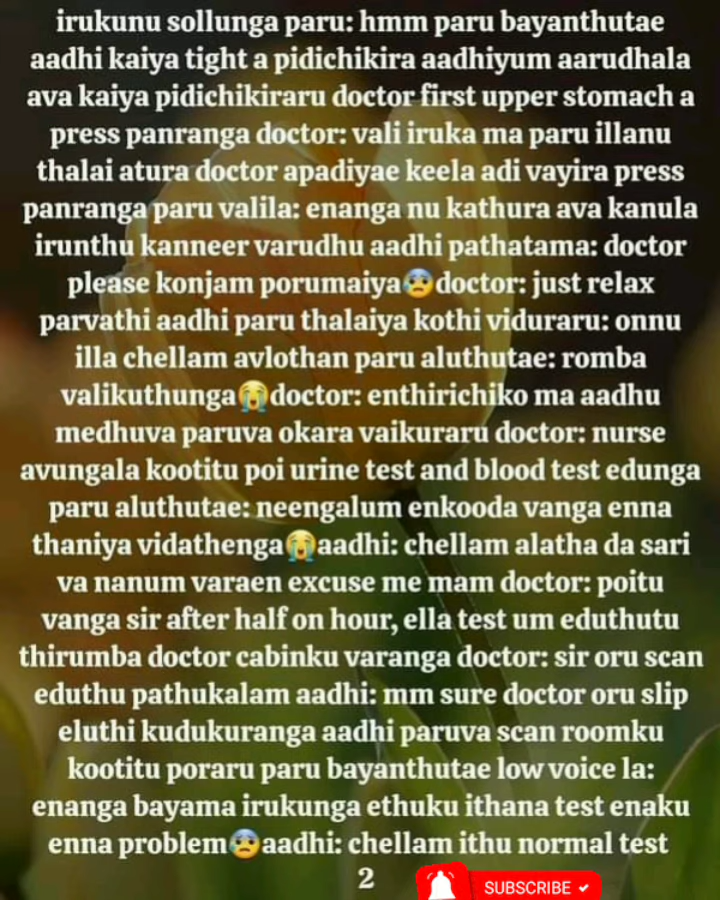 irukunu sollunga paru: hmm paru bayanthutae
aadhi kaiya tight a pidichikira aadhiyum aarudhala
ava kaiya pidichikiraru doctor first upper stomach a
press panranga doctor: vali iruka ma paru illanu
thalai atura doctor apadiyae keela adi vayira press
panranga paru valila: enanga nu kathura ava kanula
irunthu kanneer varudhu aadhi pathatama: doctor
please konjam porumaiya😰doctor: just relax
parvathi aadhi paru thalaiya kothi viduraru: onnu
illa chellam avlothan paru aluthutae: romba
valikuthunga😭doctor: enthirichiko ma aadhu
medhuva paruva okara vaikuraru doctor: nurse
avungala kootitu poi urine test and blood test edunga
paru aluthutae: neengalum enkooda vanga enna
thaniya vidathenga😭aadhi: chellam alatha da sari
va nanum varaen excuse me mam doctor: poitu
vanga sir after half on hour, ella test um eduthutu
thirumba doctor cabinku varanga doctor: sir oru scan
eduthu pathukalam aadhi: mm sure doctor oru slip
eluthi kudukuranga aadhi paruva scan roomku
kootitu poraru paru bayanthutae low voice la:
enanga bayama irukunga ethuku ithana test enaku
enna problem😰aadhi: chellam ithu normal test
2
SUBSCRIBE